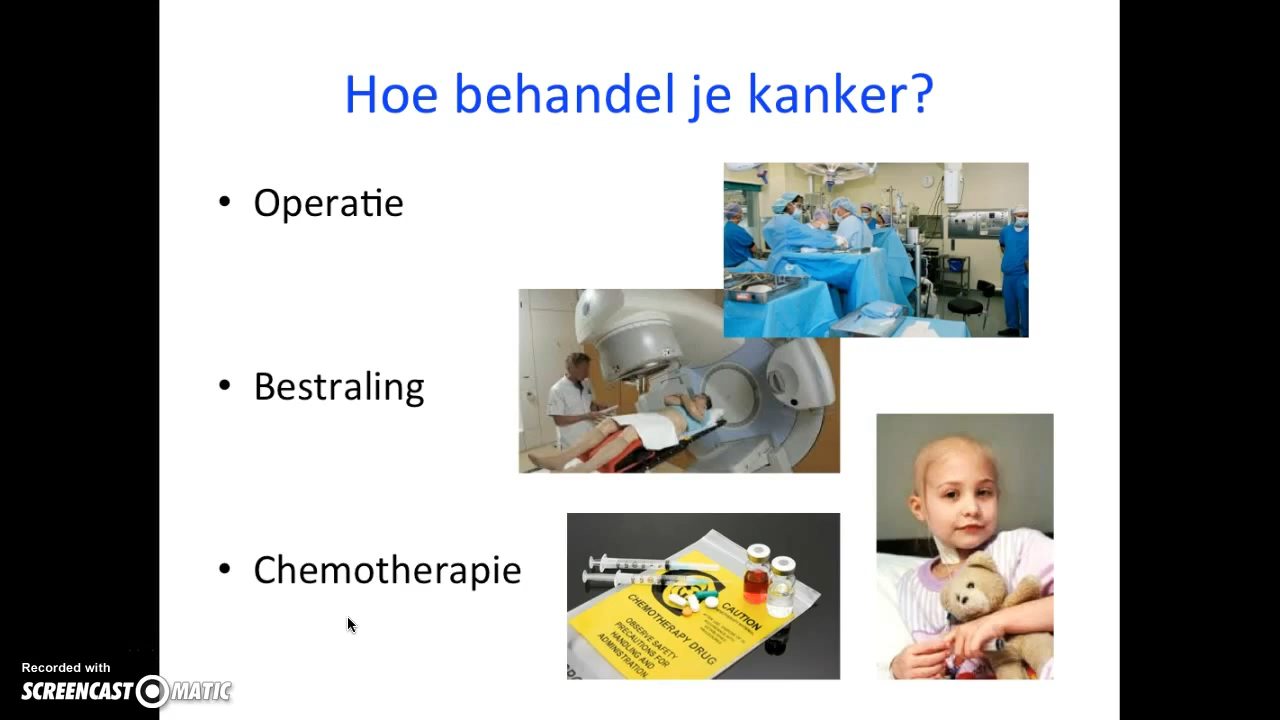 Hoe behandel je kanker?
• Operatie
• Bestraling
• Chemotherapie
CAUTION
CHEMOTHERAPY DRUG
OBSERVE SAFETY
PRECAUTIONS FOR
HANDLING AND
ADMINISTRATION
Recorded with
SCREENCAST MATIC